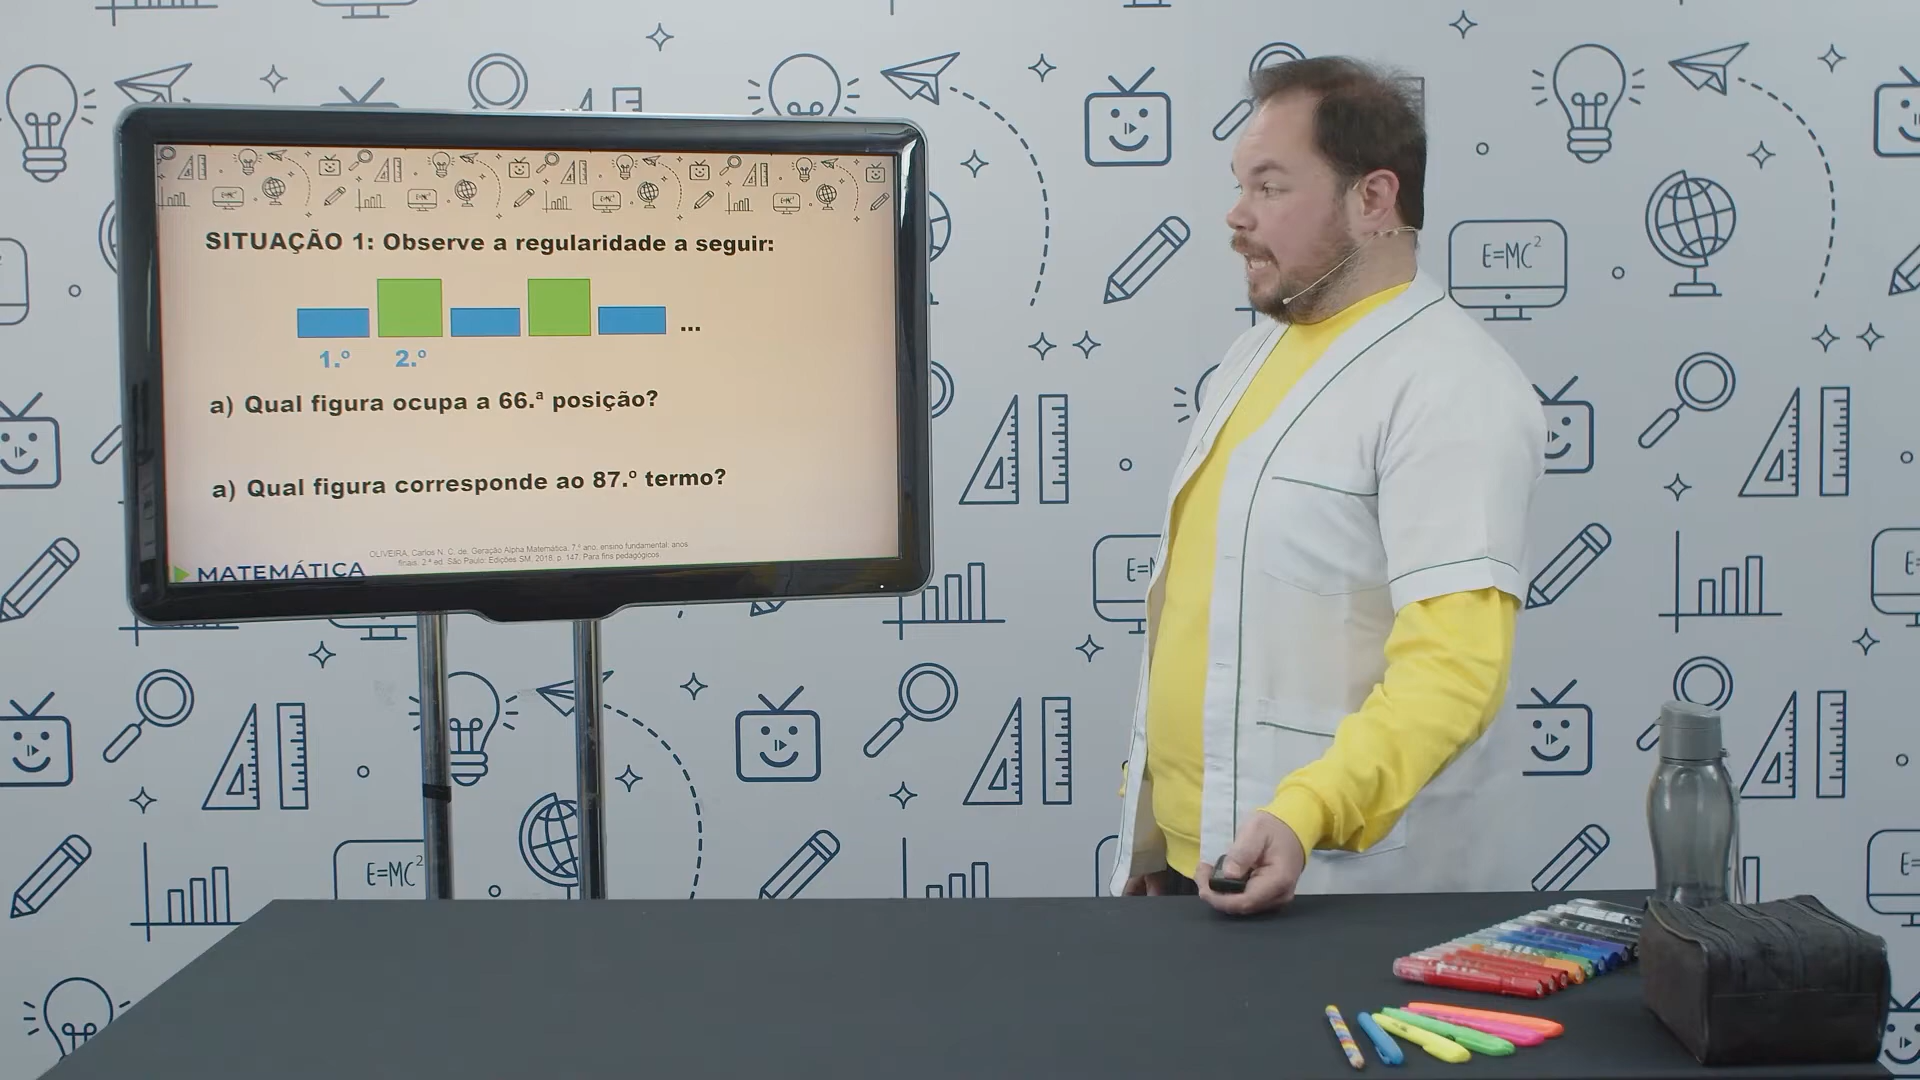 SITUAÇÃO 1: Observe a regularidade a seguir:
...
1.º 2.º
a) Qual figura ocupa a 66.ª posição?
a) Qual figura corresponde ao 87.º termo?
OLIVEIRA, Carlos N. C. de. Geração Alpha Matemática. 7.º ano, ensino fundamental: anos
finais. 2.ª ed. São Paulo: Edições SM, 2018, p. 147. Para fins pedagógicos.
MATEMÁTICA
E=MC²
E=MC²